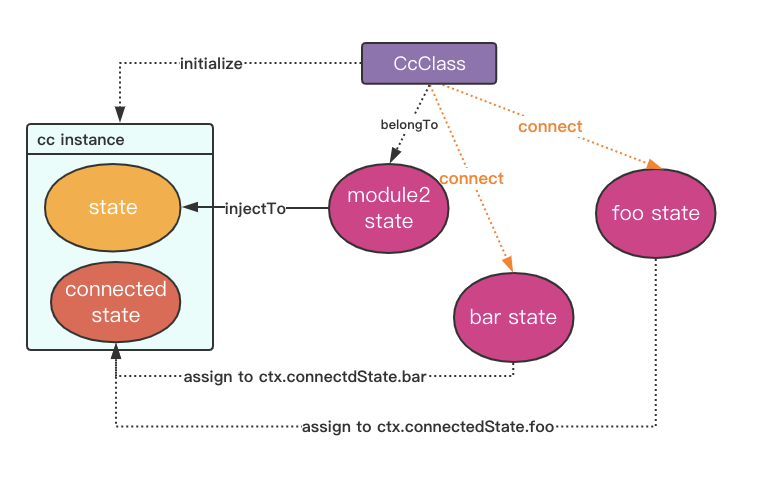 CcClass
initialize
belongTo
connect
cc instance
connect
module2
state
state
injectTo
foo state
connected
state
bar state
assign to ctx.connectdState.bar
assign to ctx.connectedState.foo